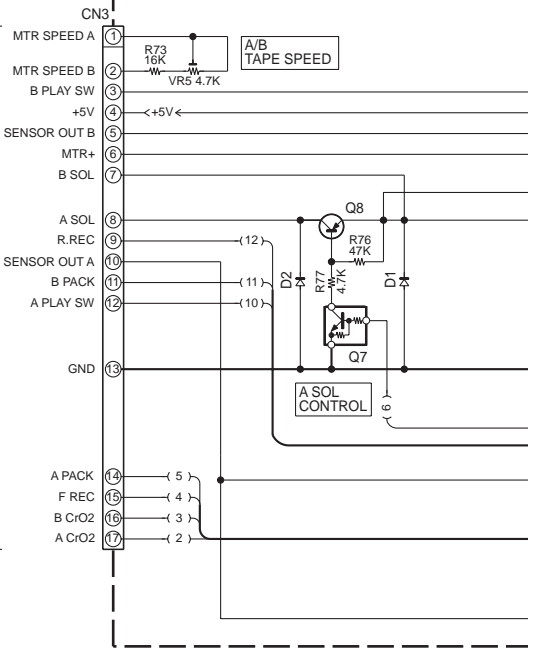 CN3
MTR SPEED A 1
R73
16K
A/B
TAPE SPEED
MTR SPEED B 2
VR5 4.7K
B PLAY SW 3
+5V 4 +5V
SENSOR OUT B 5
MTR+ 6
B SOL 7
A SOL 8
Q8
R.REC 9 (12)
R76
47K
SENSOR OUT A 10
B PACK 11 (11)
D2
R77
4.7K
D1
A PLAY SW 12 (10)
Q7
GND 13
A SOL
CONTROL
(6)
A PACK 14 (5)
F REC 15 (4)
B CrO2 16 (3)
A CrO2 17 (2)